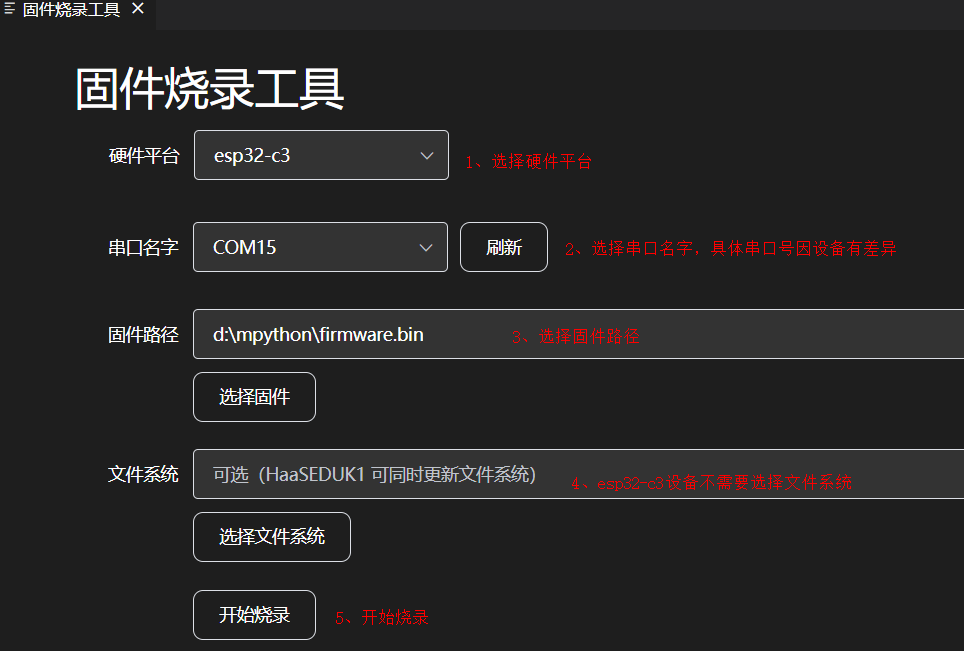 固件烧录工具
固件烧录工具
硬件平台 esp32-c3 1、选择硬件平台
串口名字 COM15 刷新 2、选择串口名字，具体串口号因设备有差异
固件路径 d:\mpython\firmware.bin 3、选择固件路径
选择固件
文件系统 可选（HaaSEDUK1 可同时更新文件系统） 4、esp32-c3设备不需要选择文件系统
选择文件系统
开始烧录 5、开始烧录